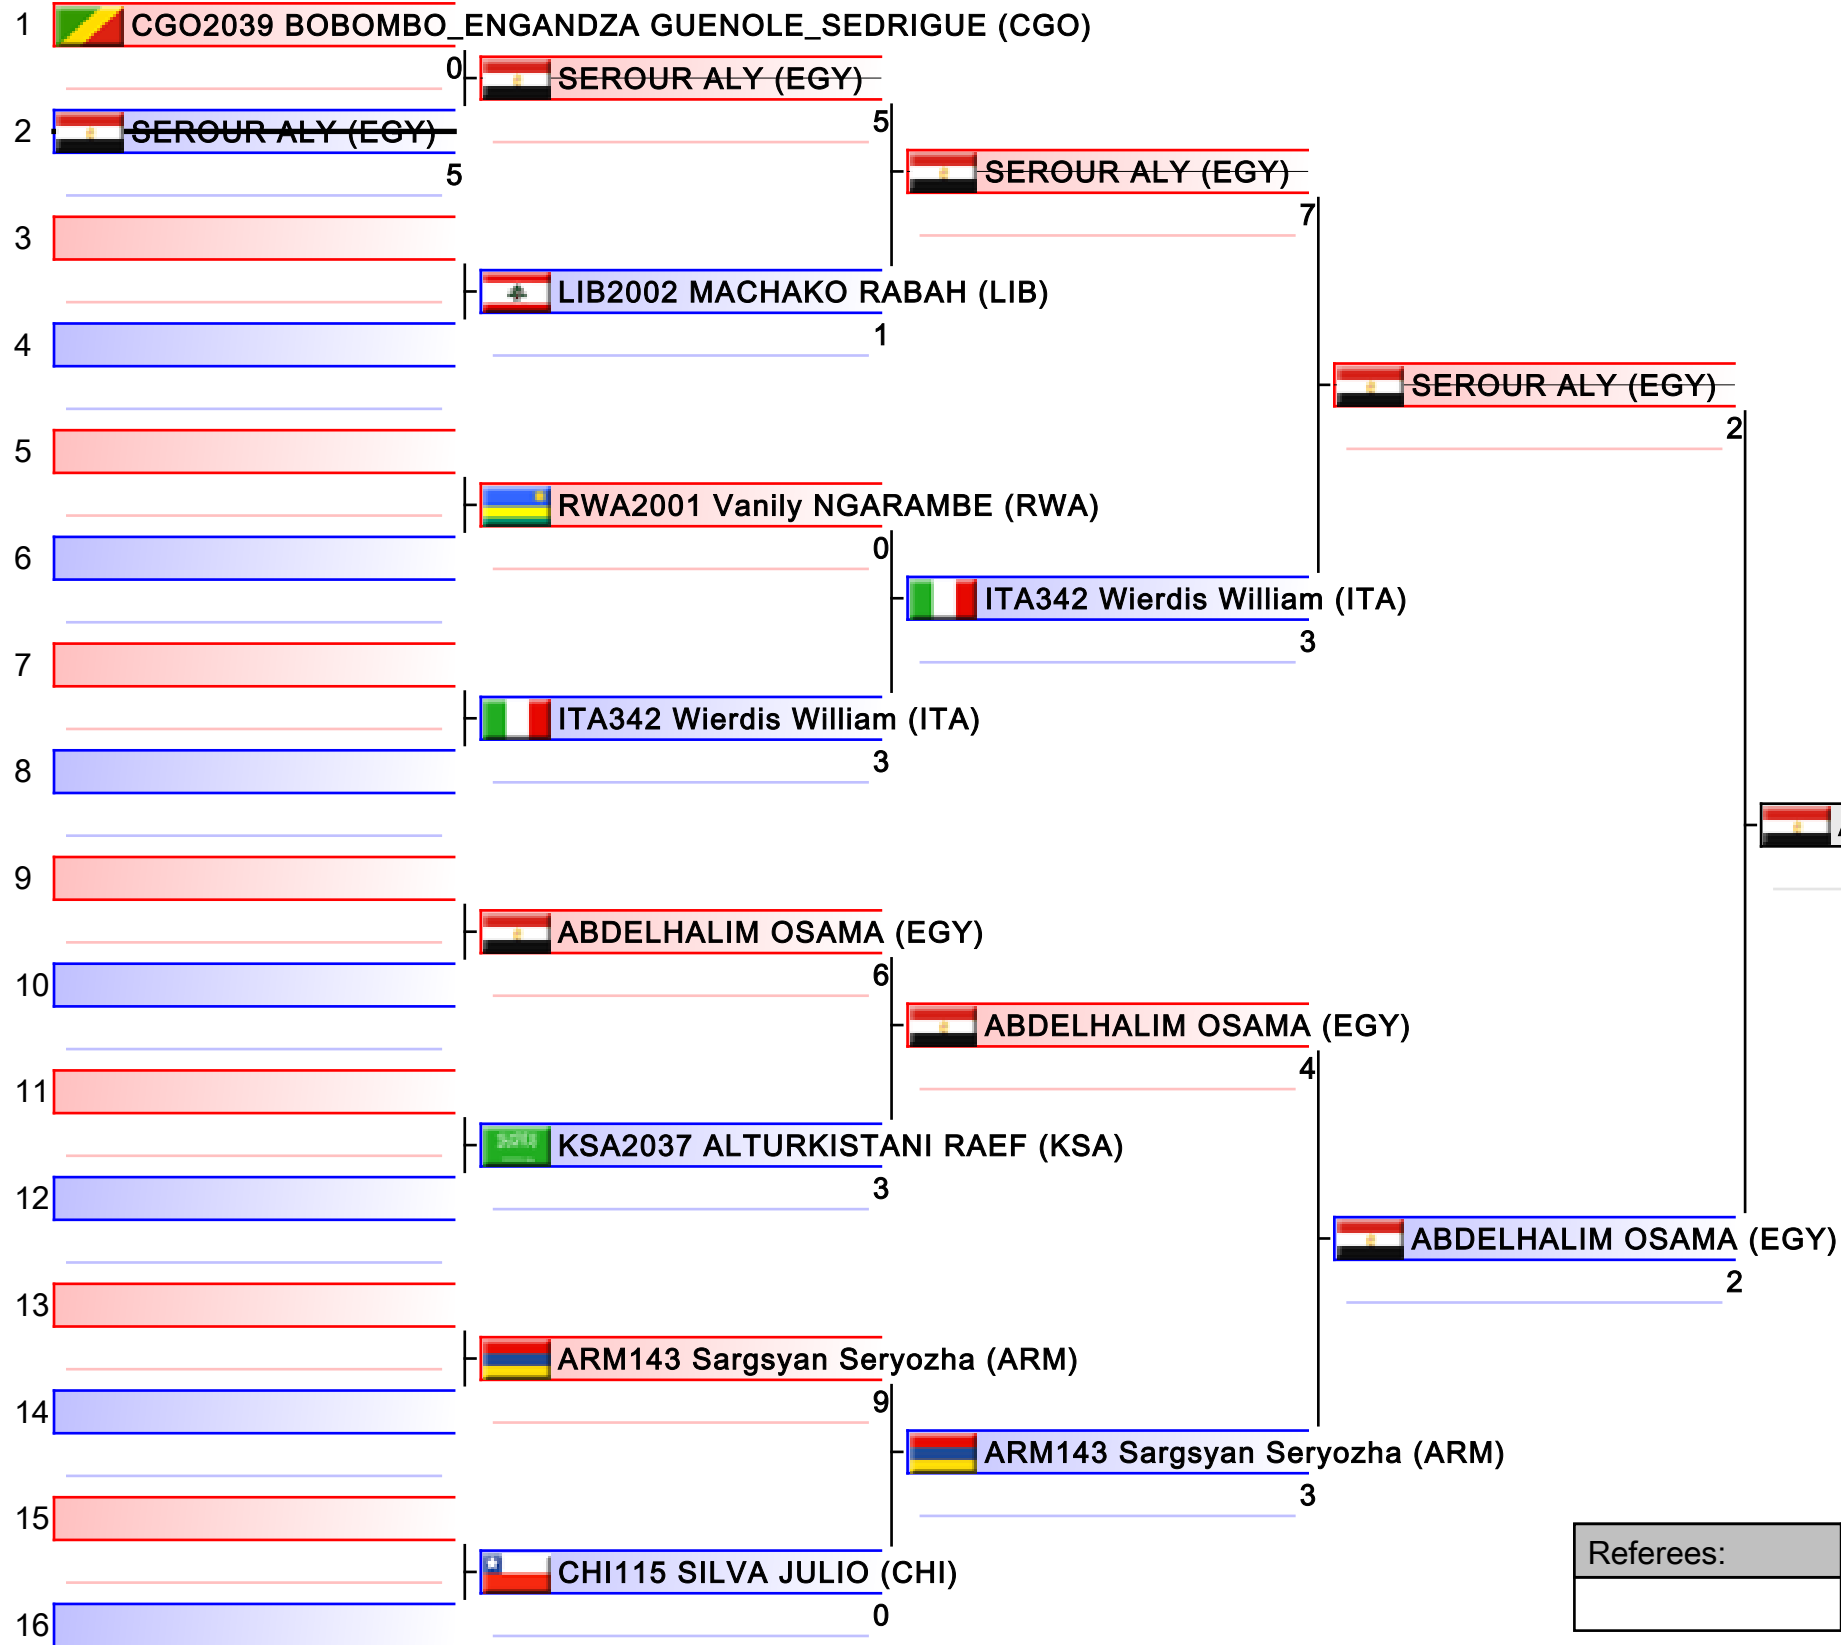 1 CGO2039 BOBOMBO_ENGANDZA GUENOLE_SEDRIGUE (CGO)
0
SEROUR ALY (EGY)
5
2 SEROUR ALY (EGY)
5
SEROUR ALY (EGY)
7
3
LIB2002 MACHAKO RABAH (LIB)
1
4
SEROUR ALY (EGY)
2
5
RWA2001 Vanily NGARAMBE (RWA)
0
6
ITA342 Wierdis William (ITA)
3
7
ITA342 Wierdis William (ITA)
3
8
9
ABDELHALIM OSAMA (EGY)
6
10
ABDELHALIM OSAMA (EGY)
4
11
KSA2037 ALTURKISTANI RAEF (KSA)
3
12
ABDELHALIM OSAMA (EGY)
2
13
ARM143 Sargsyan Seryozha (ARM)
9
14
ARM143 Sargsyan Seryozha (ARM)
3
15
CHI115 SILVA JULIO (CHI)
0
16
Referees: